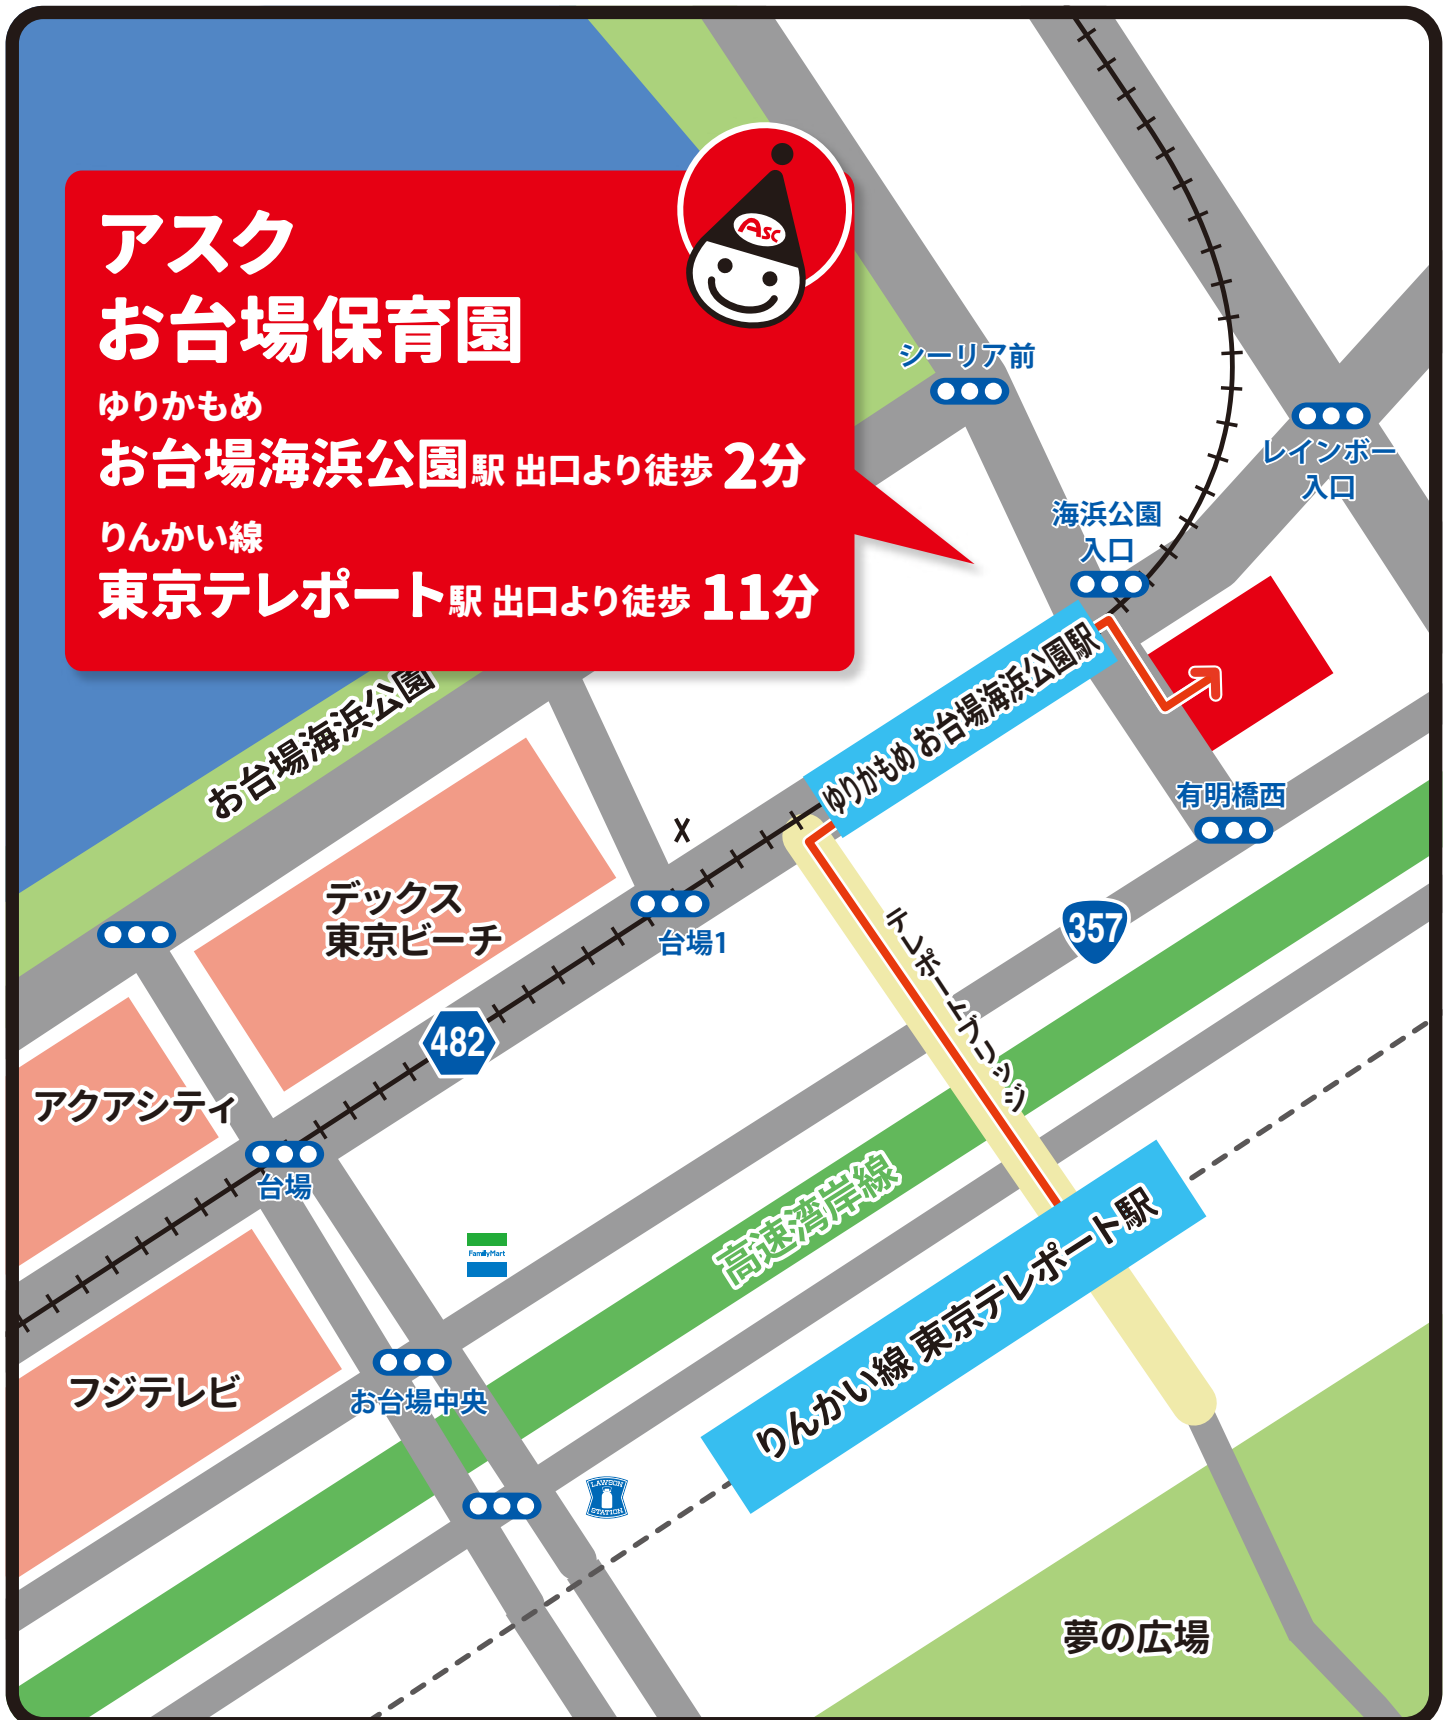 アスク
お台場保育園
ゆりかもめ
お台場海浜公園駅 出口より徒歩 2分
りんかい線
東京テレポート駅 出口より徒歩 11分
ASC
シーリア前
レインボー
入口
海浜公園
入口
お台場海浜公園
ゆりかもめ お台場海浜公園駅
有明橋西
デックス
東京ビーチ
台場1
357
テレポートブリッジ
482
アクアシティ
台場
高速湾岸線
FamilyMart
りんかい線 東京テレポート駅
フジテレビ
お台場中央
LAWSON
STATION
夢の広場